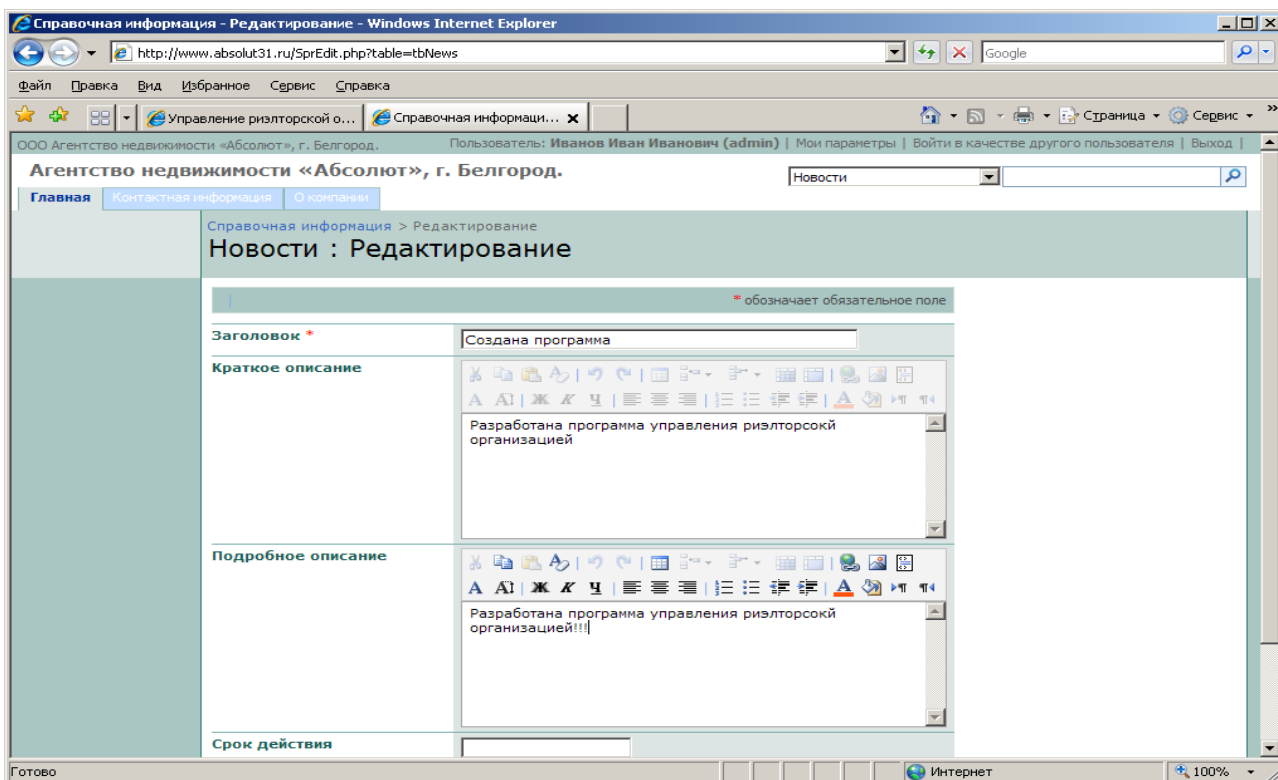 Справочная информация - Редактирование - Windows Internet Explorer
http://www.absolut31.ru/SprEdit.php?table=tbNews
Google
Файл Правка Вид Избранное Сервис Справка
Управление риэлторской о... Справочная информаци... Страница Сервис »
ООО Агентство недвижимости «Абсолют», г. Белгород. Пользователь: Иванов Иван Иванович (admin) | Мои параметры | Войти в качестве другого пользователя | Выход |
Агентство недвижимости «Абсолют», г. Белгород.
Новости
Главная Контактная информация О компании
Справочная информация > Редактирование
Новости : Редактирование
* обозначает обязательное поле
Заголовок * Создана программа
Краткое описание
А АI Ж К Ч А
Разработана программа управления риэлторсокй
организацией
Подробное описание
А АI Ж К Ч А
Разработана программа управления риэлторсокй
организацией!!!
Срок действия
Готово Интернет 100%